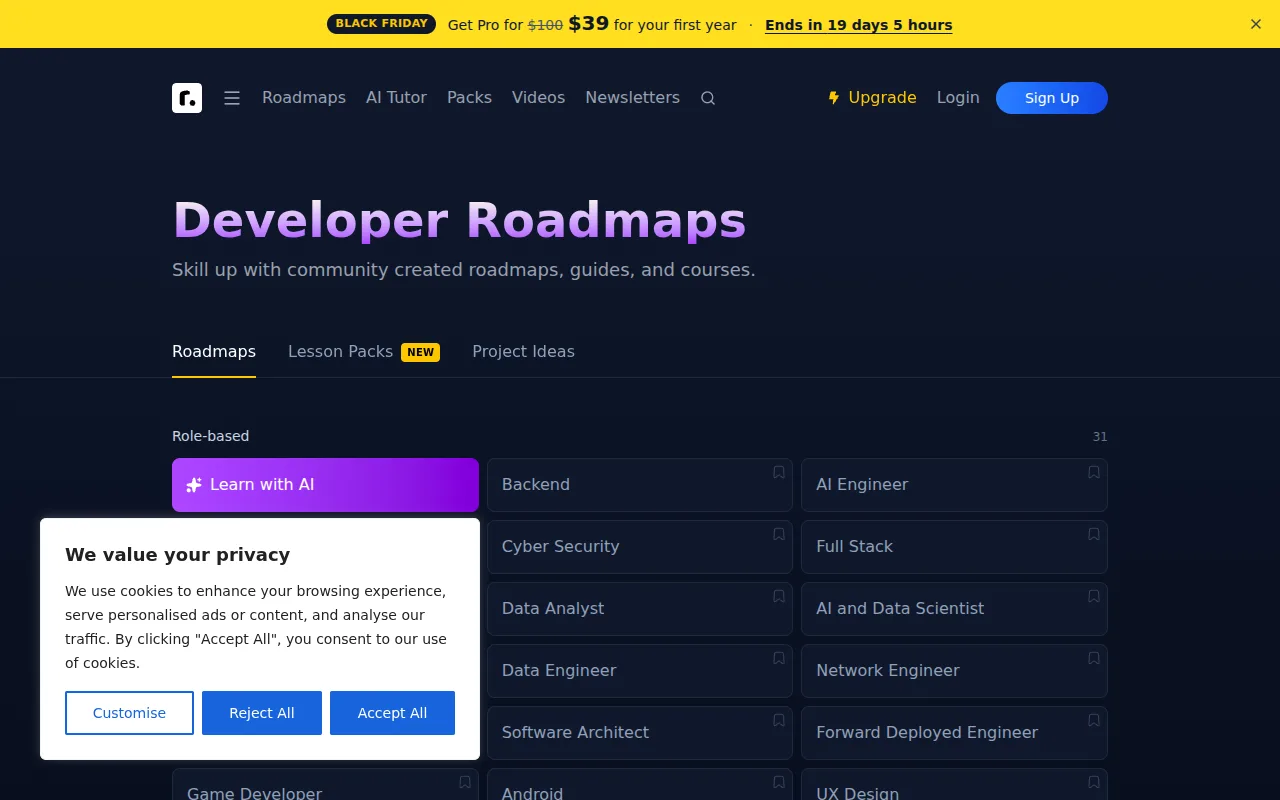 BLACK FRIDAY Get Pro for $100 $39 for your first year · Ends in 19 days 5 hours
r.
Roadmaps AI Tutor Packs Videos Newsletters Upgrade Login Sign Up
Developer Roadmaps
Skill up with community created roadmaps, guides, and courses.
Roadmaps Lesson Packs NEW Project Ideas
Role-based 31
Learn with AI Backend AI Engineer
Cyber Security Full Stack
Data Analyst AI and Data Scientist
Data Engineer Network Engineer
Software Architect Forward Deployed Engineer
Game Developer Android UX Design
We value your privacy
We use cookies to enhance your browsing experience,
serve personalised ads or content, and analyse our
traffic. By clicking "Accept All", you consent to our use
of cookies.
Customise Reject All Accept All